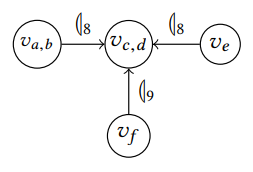 ⦇8 ⦇8
v_{a,b} v_{c,d} v_e
⦇9
v_f